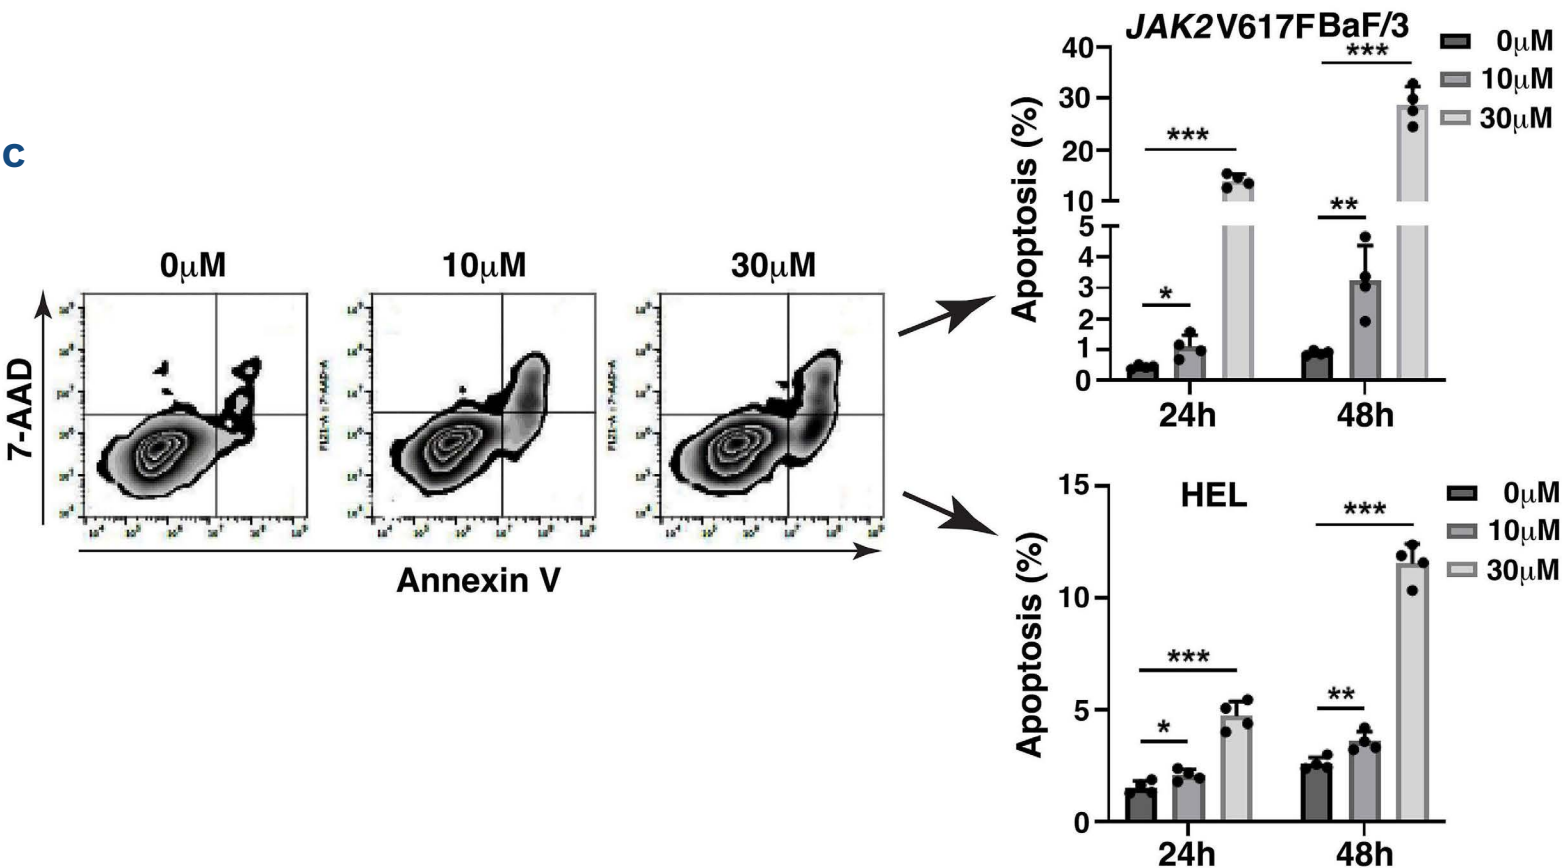 c
0μM
10μM
30μM
7-AAD
Annexin V
JAK2V617FBaF/3
0μM
10μM
30μM
Apoptosis (%)
40
30
20
10
5
4
3
2
1
0
***
***
**
*
24h
48h
HEL
0μM
10μM
30μM
Apoptosis (%)
15
10
5
0
***
***
**
*
24h
48h